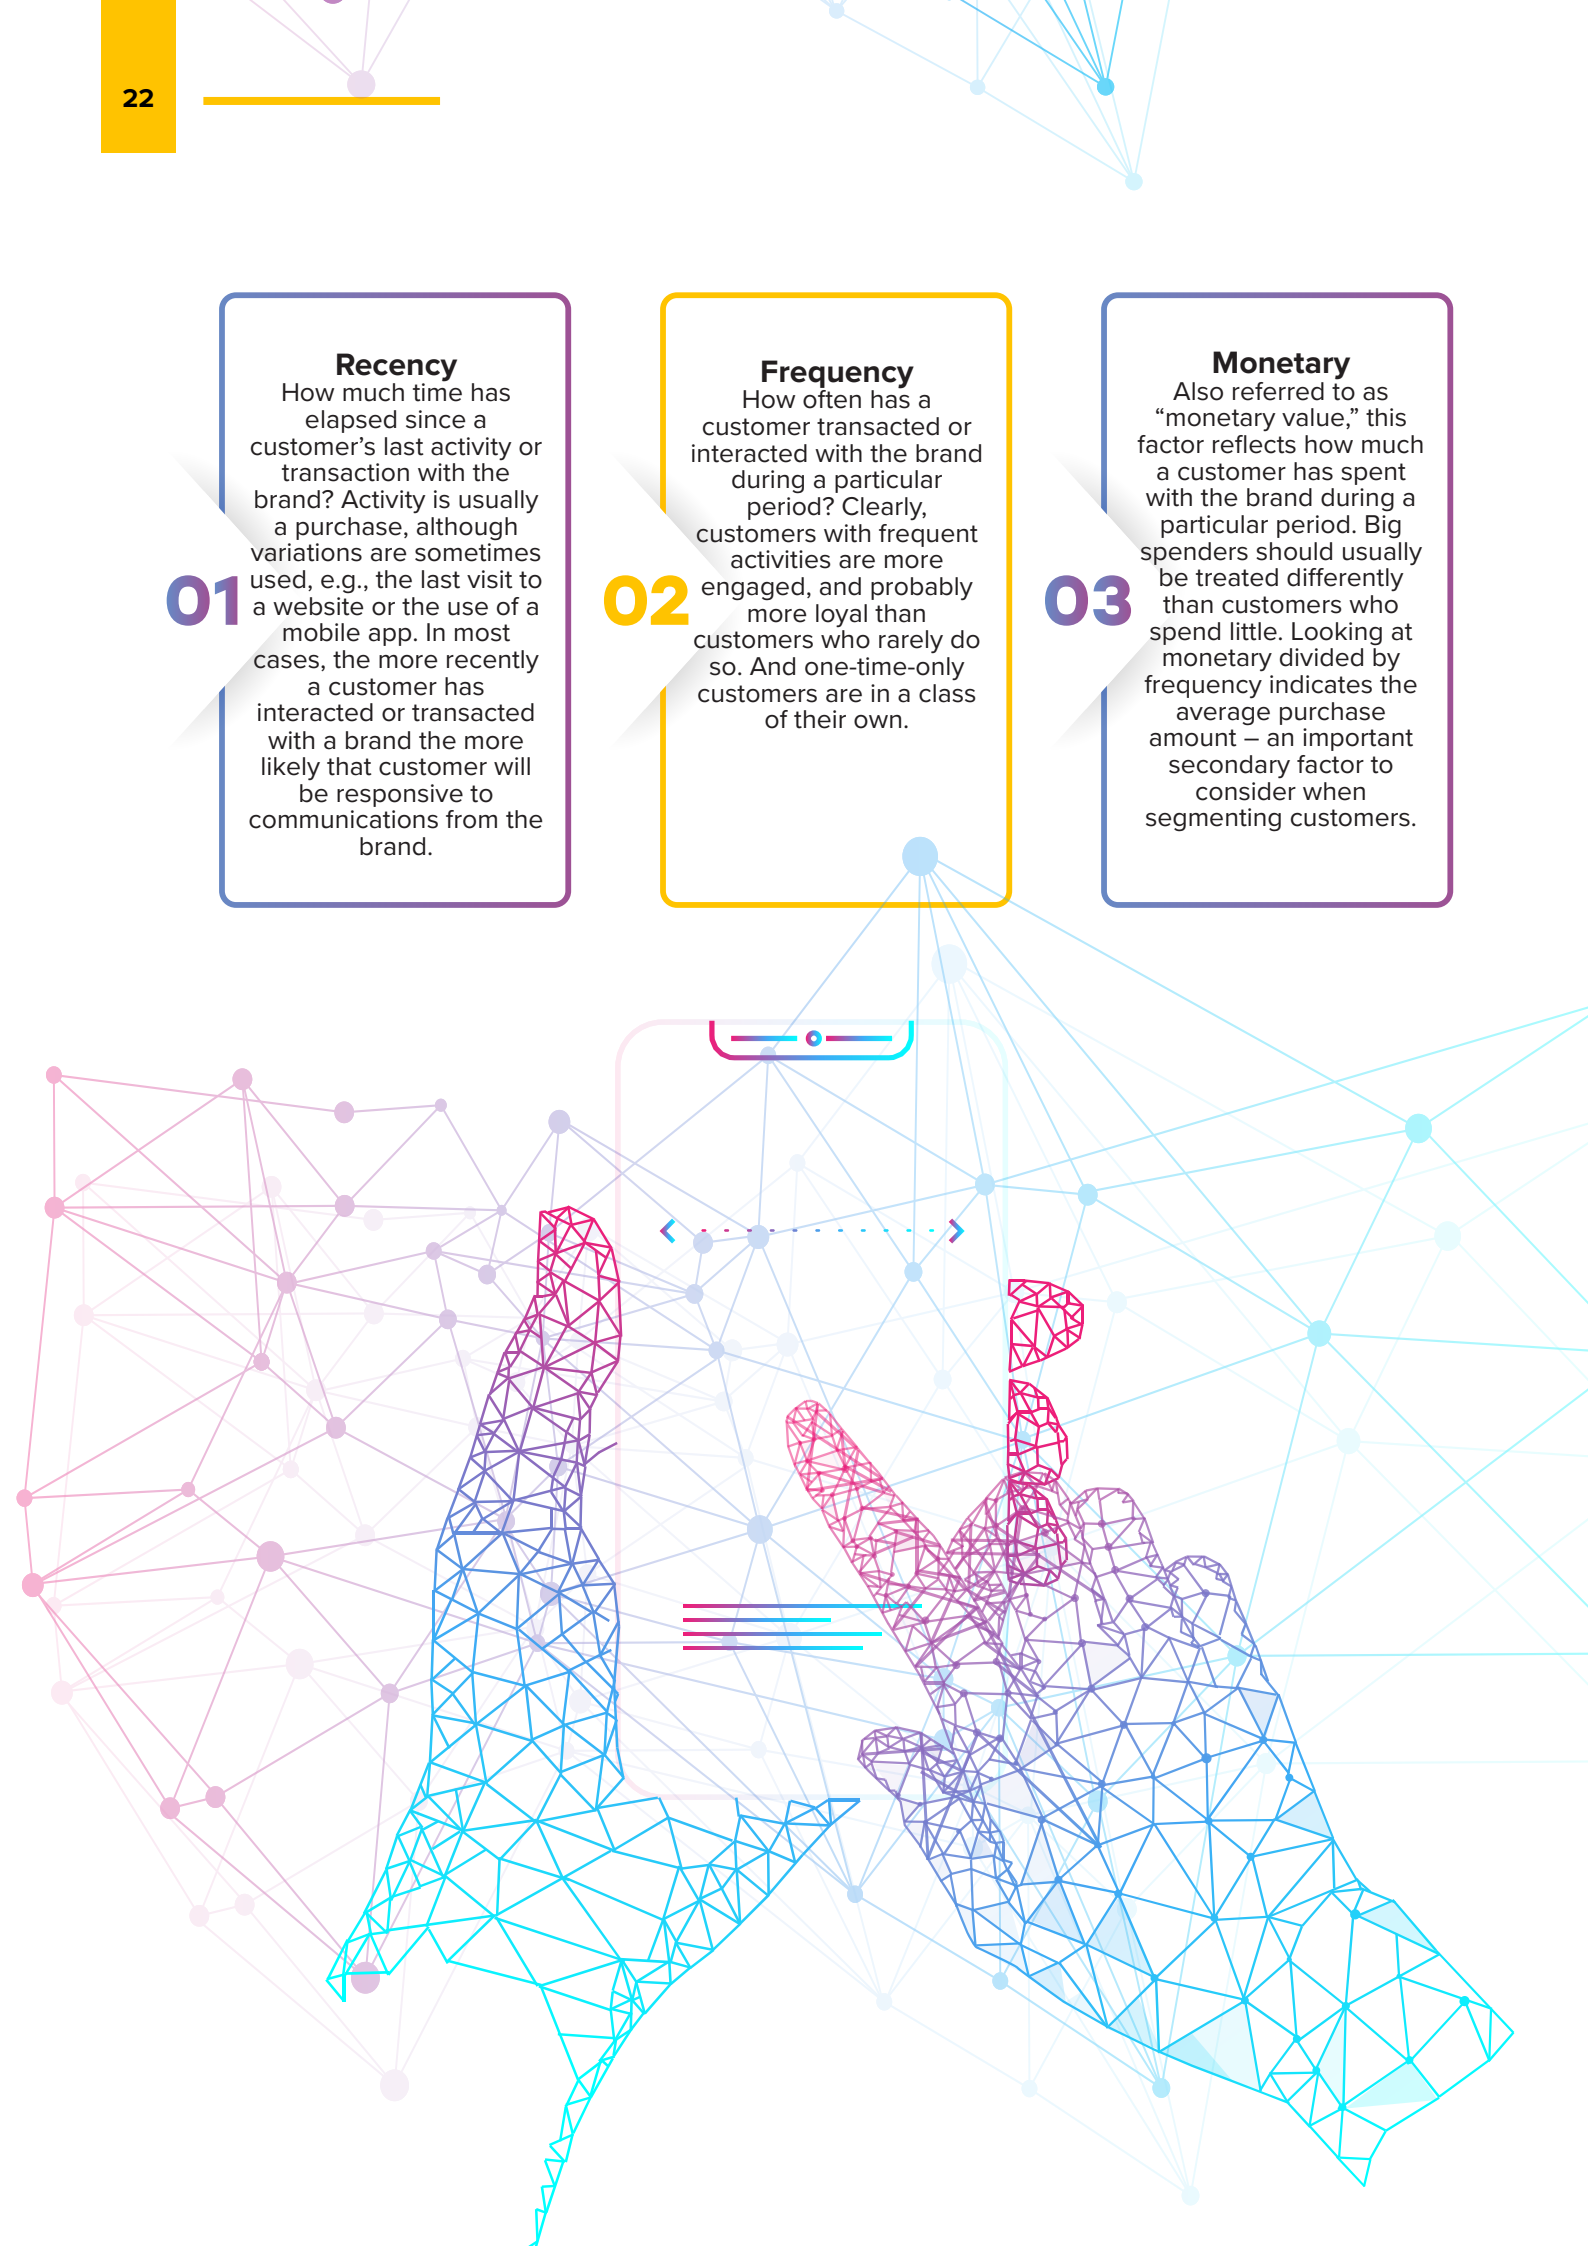 22
01
Recency
How much time has
elapsed since a
customer’s last activity or
transaction with the
brand? Activity is usually
a purchase, although
variations are sometimes
used, e.g., the last visit to
a website or the use of a
mobile app. In most
cases, the more recently
a customer has
interacted or transacted
with a brand the more
likely that customer will
be responsive to
communications from the
brand.
02
Frequency
How often has a
customer transacted or
interacted with the brand
during a particular
period? Clearly,
customers with frequent
activities are more
engaged, and probably
more loyal than
customers who rarely do
so. And one-time-only
customers are in a class
of their own.
03
Monetary
Also referred to as
“monetary value,” this
factor reflects how much
a customer has spent
with the brand during a
particular period. Big
spenders should usually
be treated differently
than customers who
spend little. Looking at
monetary divided by
frequency indicates the
average purchase
amount – an important
secondary factor to
consider when
segmenting customers.